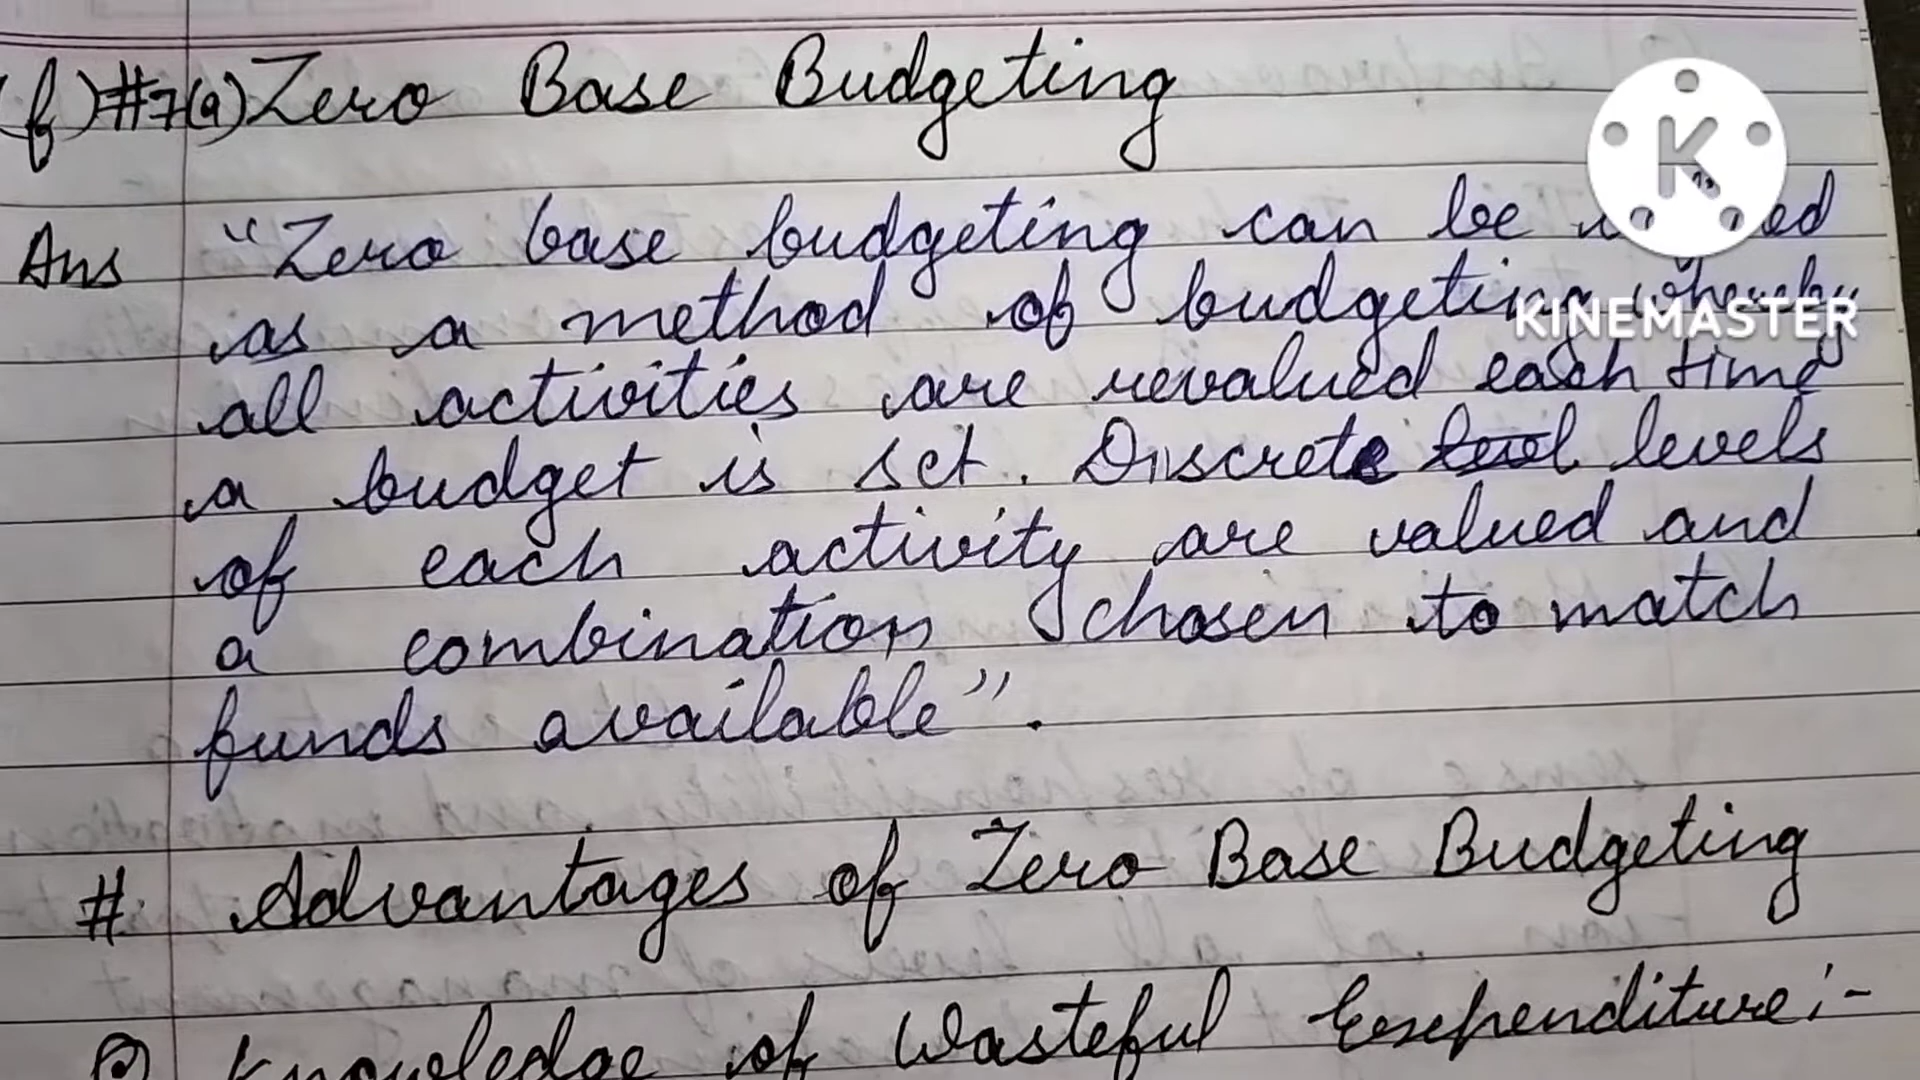 (f) #7(a) Zero Base Budgeting
Ans "Zero base budgeting can be
as a method of budgeting whereby
all activities are revalued each time
a budget is set. Discrete levels
of each activity are valued and
a combination chosen to match
funds available".
# Advantages of Zero Base Budgeting
Knowledge of Wasteful Expenditure:-
K
KINEMASTER